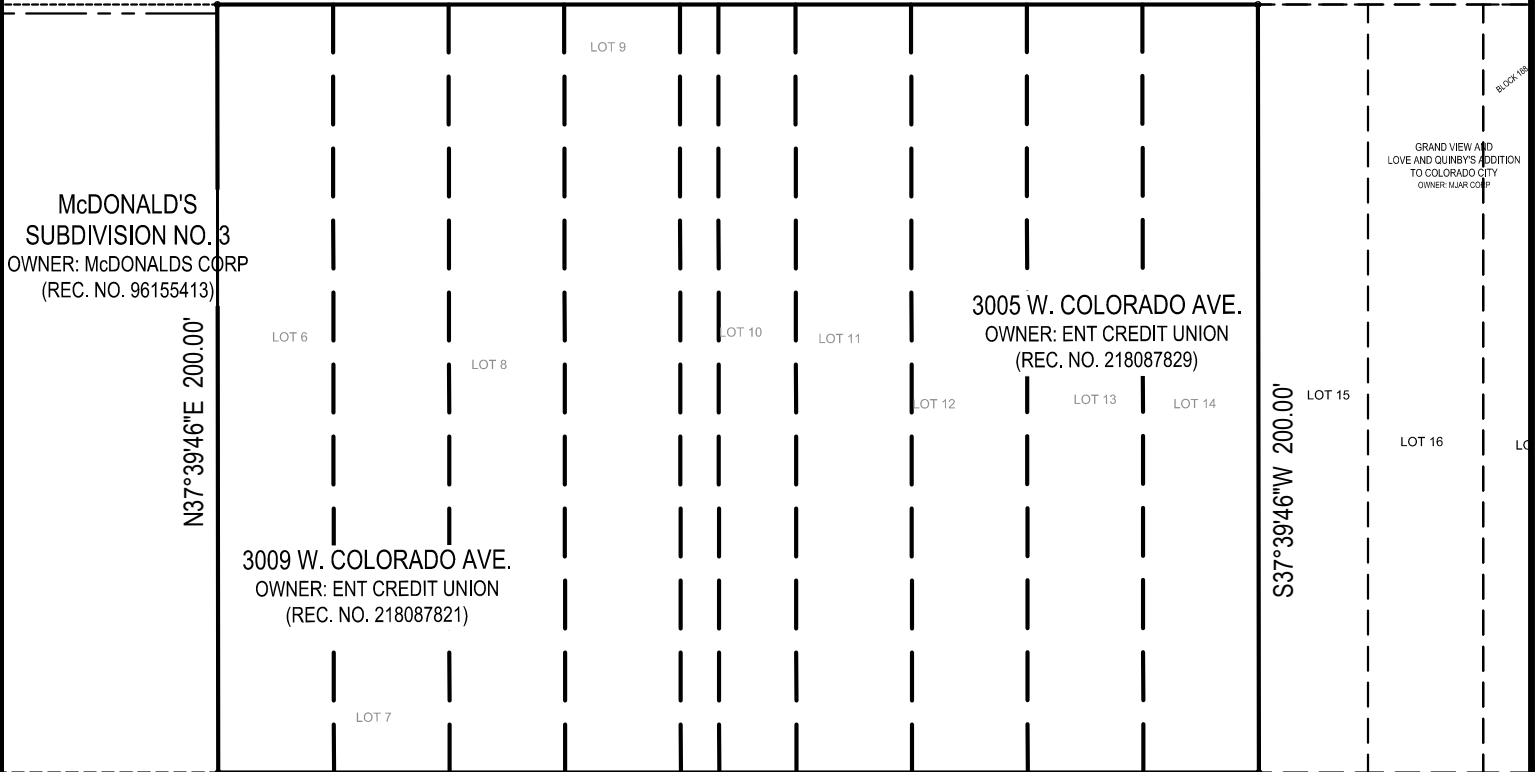 LOT 9
BLOCK 188
GRAND VIEW AND
LOVE AND QUINBY'S ADDITION
TO COLORADO CITY
OWNER: MJAR CORP
McDONALD'S
SUBDIVISION NO. 3
OWNER: McDONALDS CORP
(REC. NO. 96155413)
N37°39'46"E 200.00'
LOT 6
LOT 8
LOT 10
LOT 11
3005 W. COLORADO AVE.
OWNER: ENT CREDIT UNION
(REC. NO. 218087829)
LOT 12
LOT 13
LOT 14
S37°39'46"W 200.00'
LOT 15
LOT 16
3009 W. COLORADO AVE.
OWNER: ENT CREDIT UNION
(REC. NO. 218087821)
LOT 7